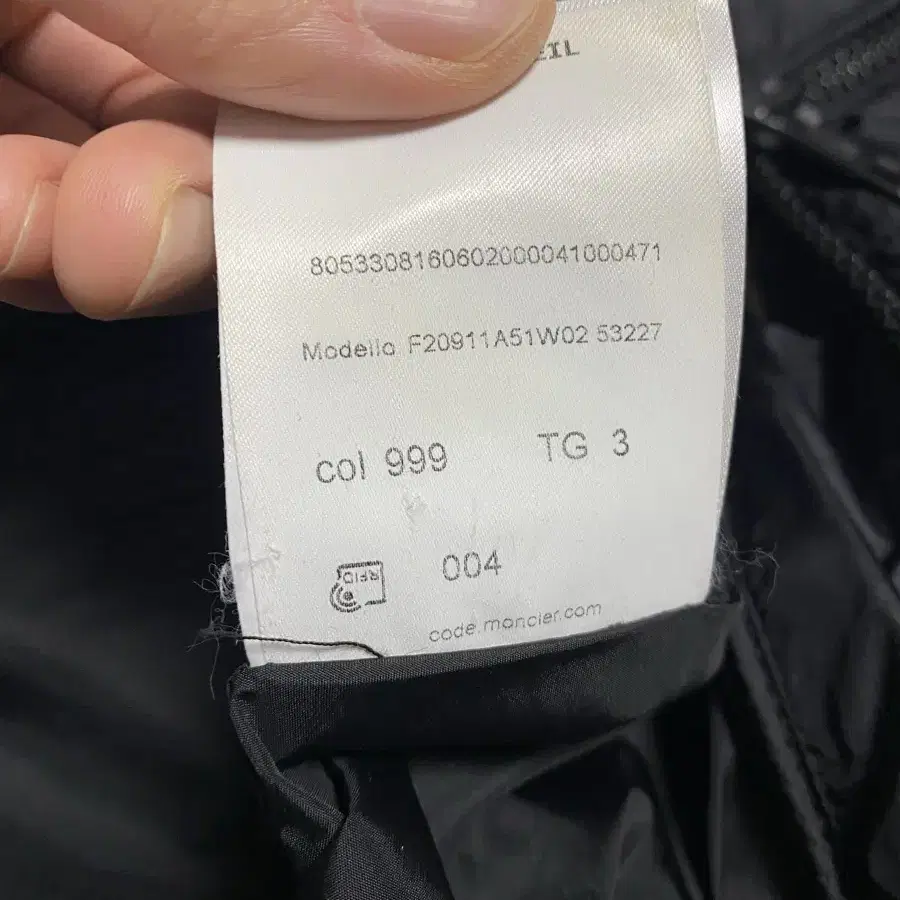 8053308160602000041000471
Modello F20911A51W02 53227
col 999 TG 3
RFID 004
code.moncler.com